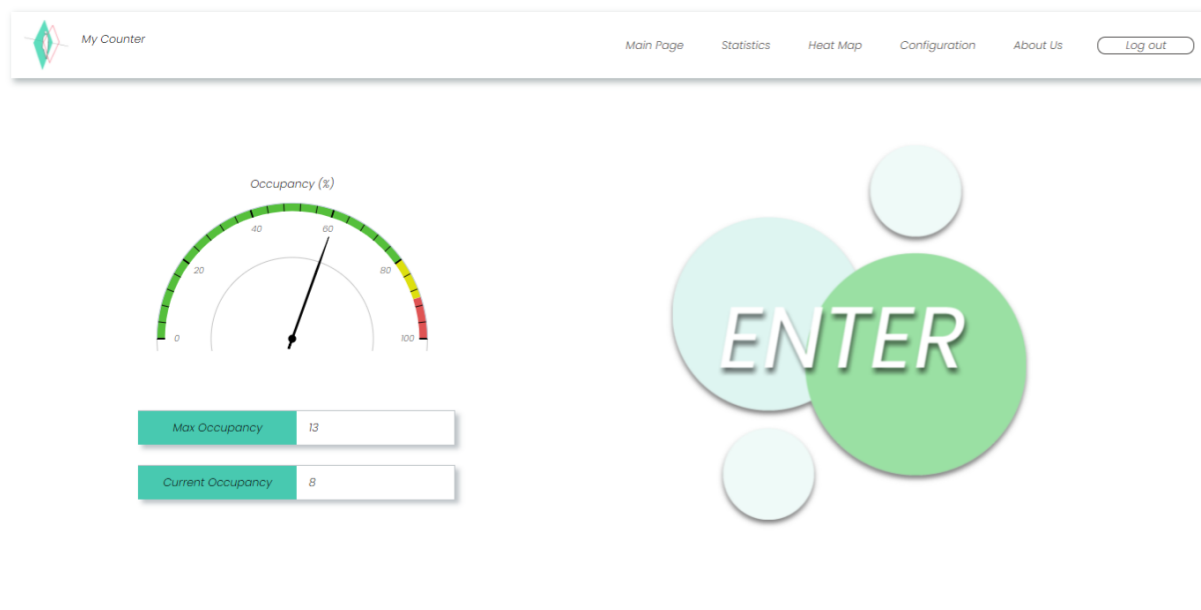 My Counter
Main Page Statistics Heat Map Configuration About Us Log out
Occupancy (%)
0 20 40 60 80 100
ENTER
Max Occupancy 13
Current Occupancy 8